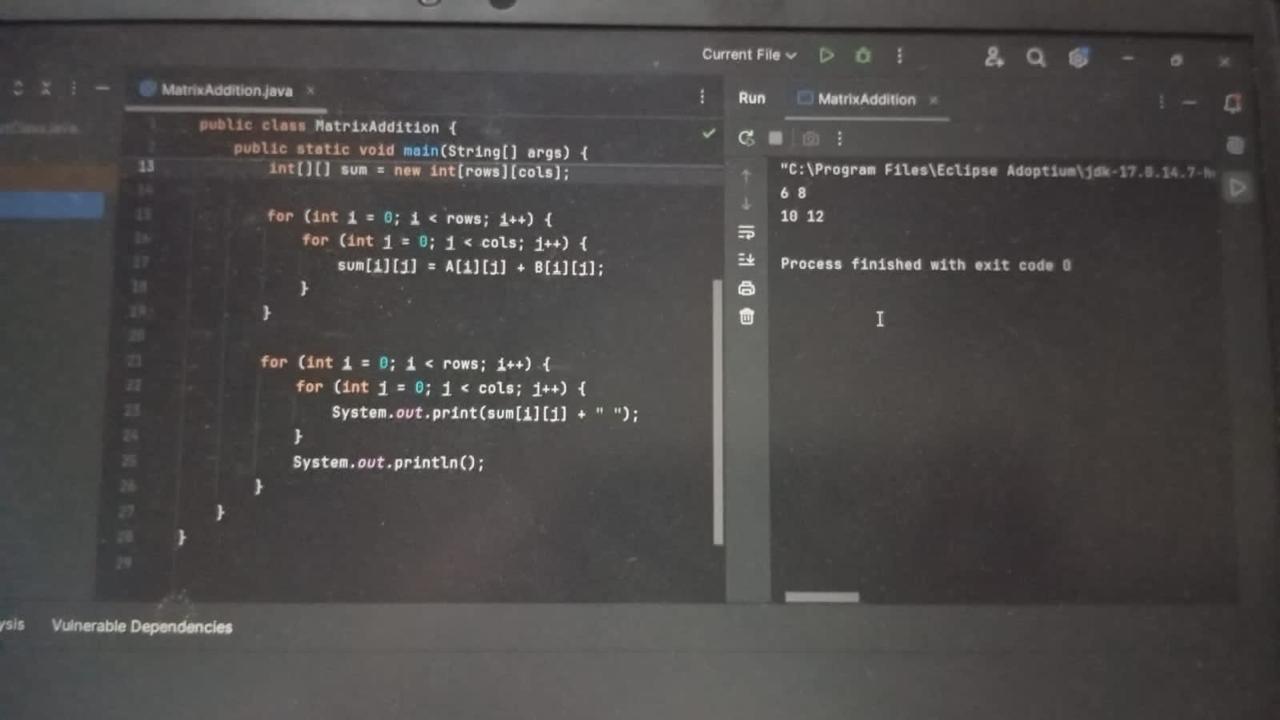 Current File
MatrixAddition.java
Run
MatrixAddition
1 public class MatrixAddition {
2 public static void main(String[] args) {
13 int[][] sum = new int[rows][cols];
14
15 for (int i = 0; i < rows; i++) {
16 for (int j = 0; j < cols; j++) {
17 sum[i][j] = A[i][j] + B[i][j];
18 }
19 }
20
21 for (int i = 0; i < rows; i++) {
22 for (int j = 0; j < cols; j++) {
23 System.out.print(sum[i][j] + " ");
24 }
25 System.out.println();
26 }
27 }
28 }
29
"C:\Program Files\Eclipse Adoptium\jdk-17.0.14.7-h
6 8
10 12
Process finished with exit code 0
ysis
Vulnerable Dependencies